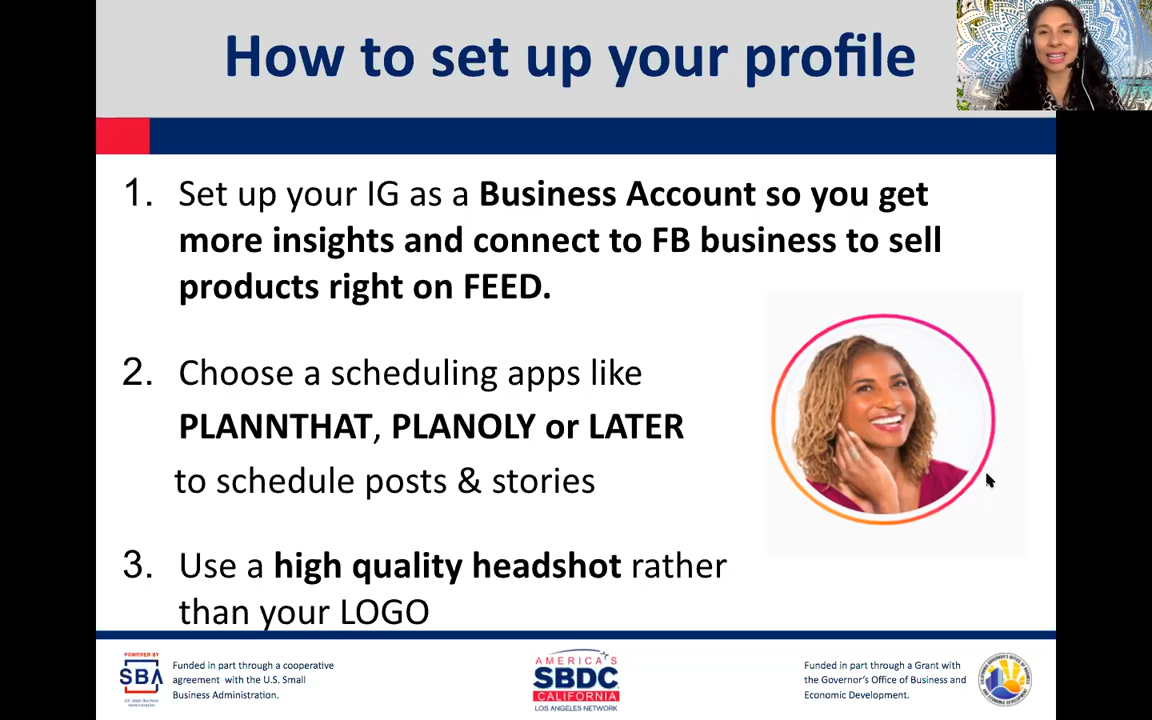 How to set up your profile
1. Set up your IG as a Business Account so you get
more insights and connect to FB business to sell
products right on FEED.
2. Choose a scheduling apps like
PLANNTHAT, PLANOLY or LATER
to schedule posts & stories
3. Use a high quality headshot rather
than your LOGO
POWERED BY
SBA
Funded in part through a cooperative
agreement with the U.S. Small
Business Administration.
AMERICA'S
SBDC
CALIFORNIA
LOS ANGELES NETWORK
Funded in part through a Grant with
the Governor's Office of Business and
Economic Development.